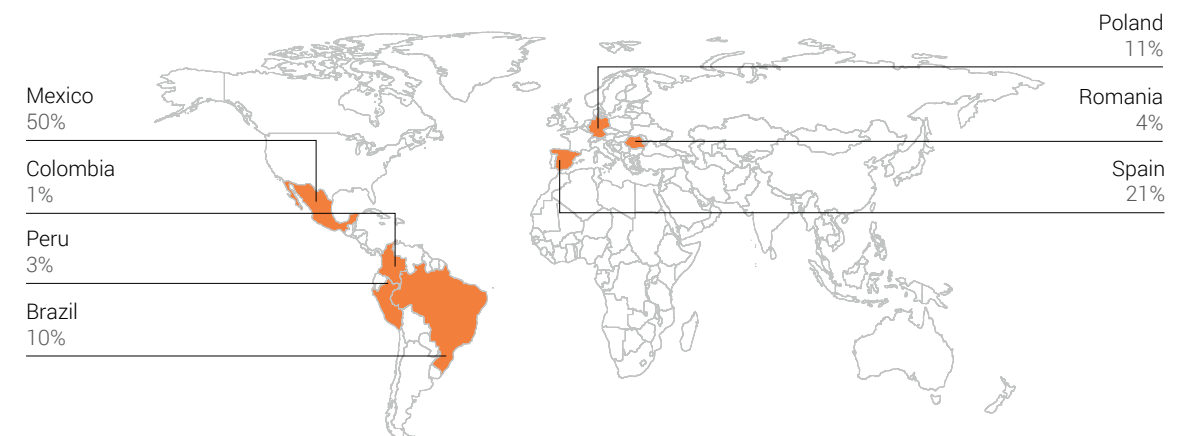 Mexico
50%
Colombia
1%
Peru
3%
Brazil
10%
Poland
11%
Romania
4%
Spain
21%